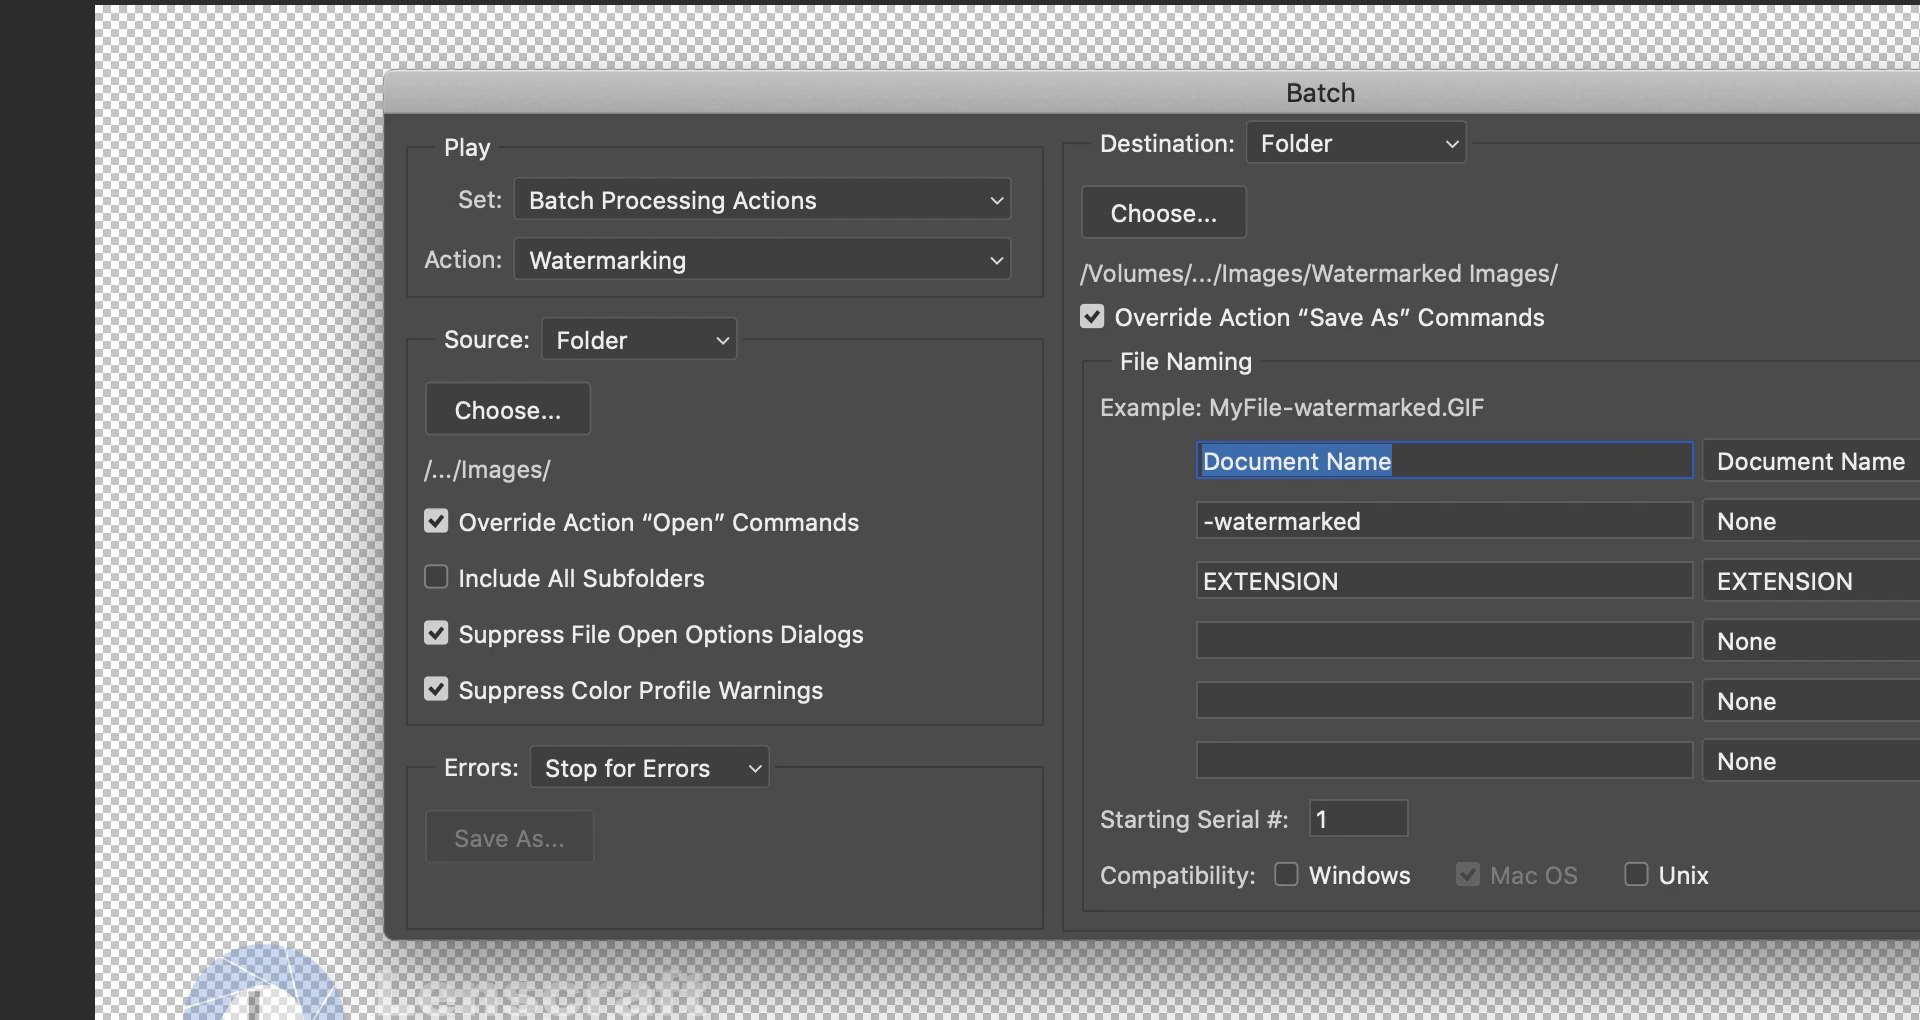 Batch
Play
Set: Batch Processing Actions
Action: Watermarking
Source: Folder
Choose...
/.../Images/
Override Action “Open” Commands
Include All Subfolders
Suppress File Open Options Dialogs
Suppress Color Profile Warnings
Errors: Stop for Errors
Save As...
Destination: Folder
Choose...
/Volumes/.../Images/Watermarked Images/
Override Action “Save As” Commands
File Naming
Example: MyFile-watermarked.GIF
Document Name Document Name
-watermarked None
EXTENSION EXTENSION
None
None
None
Starting Serial #: 1
Compatibility: Windows Mac OS Unix
Lenscraft